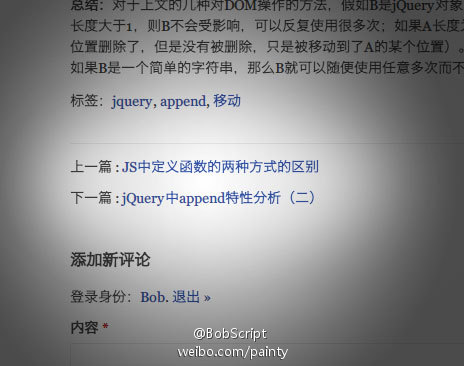 总结：对于上文的几种对DOM操作的方法，假如B是jQuery对象
长度大于1，则B不会受影响，可以反复使用很多次；如果A长度为
位置删除了，但是没有被删除，只是被移动到了A的某个位置）。
如果B是一个简单的字符串，那么B就可以随便使用任意多次而不
标签：jquery, append, 移动
上一篇：JS中定义函数的两种方式的区别
下一篇：jQuery中append特性分析（二）
添加新评论
登录身份：Bob. 退出 »
内容 *
@BobScript
weibo.com/painty